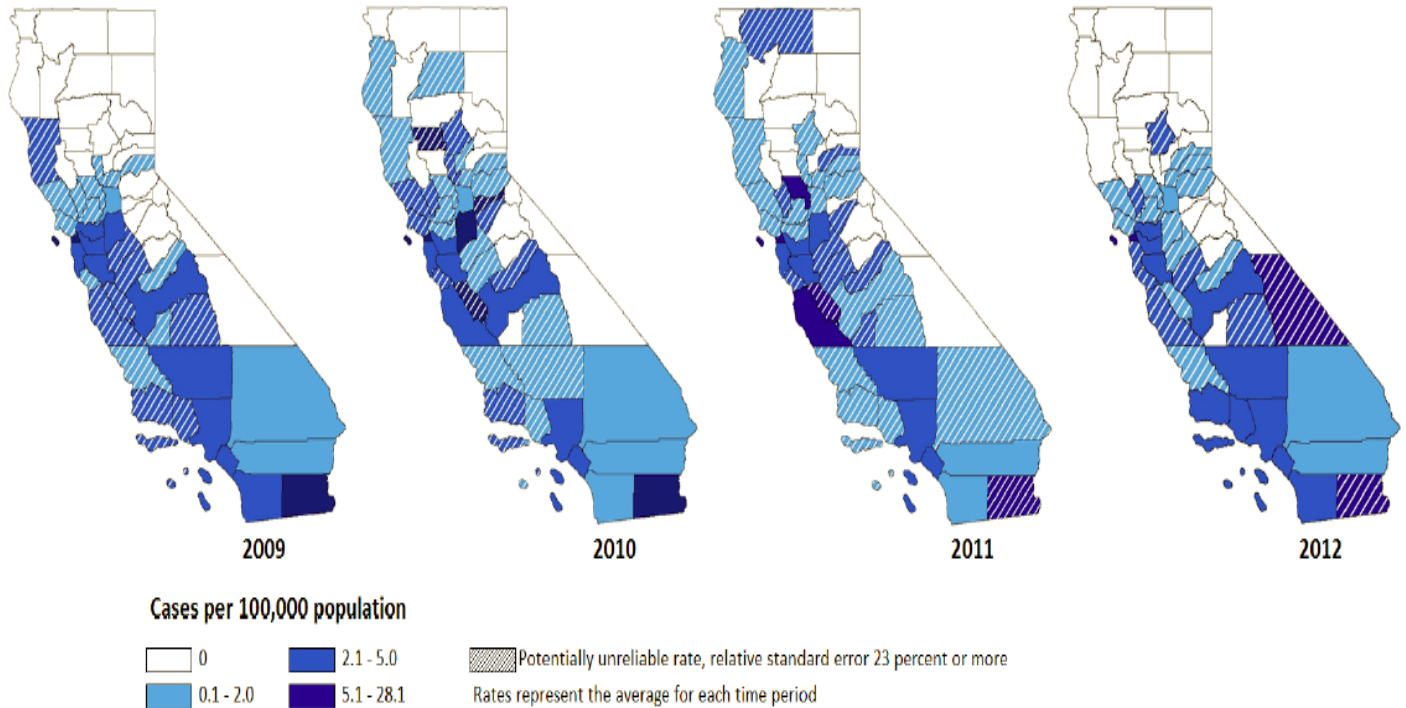 2009 2010 2011 2012
Cases per 100,000 population
0 2.1 - 5.0 Potentially unreliable rate, relative standard error 23 percent or more
0.1 - 2.0 5.1 - 28.1 Rates represent the average for each time period